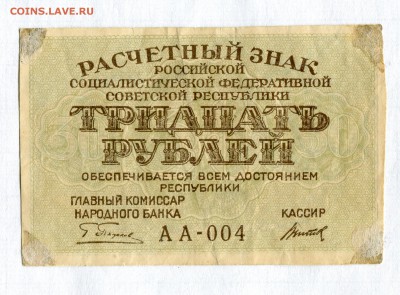 COINS.ЛАVE.RU
РАСЧЕТНЫЙ ЗНАК
РОССИЙСКОЙ
СОЦИАЛИСТИЧЕСКОЙ ФЕДЕРАТИВНОЙ
СОВЕТСКОЙ РЕСПУБЛИКИ
ТРИДЦАТЬ
РУБЛЕЙ
ОБЕСПЕЧИВАЕТСЯ ВСЕМ ДОСТОЯНИЕМ
РЕСПУБЛИКИ
ГЛАВНЫЙ КОМИССАР
НАРОДНОГО БАНКА
КАССИР
АА-004